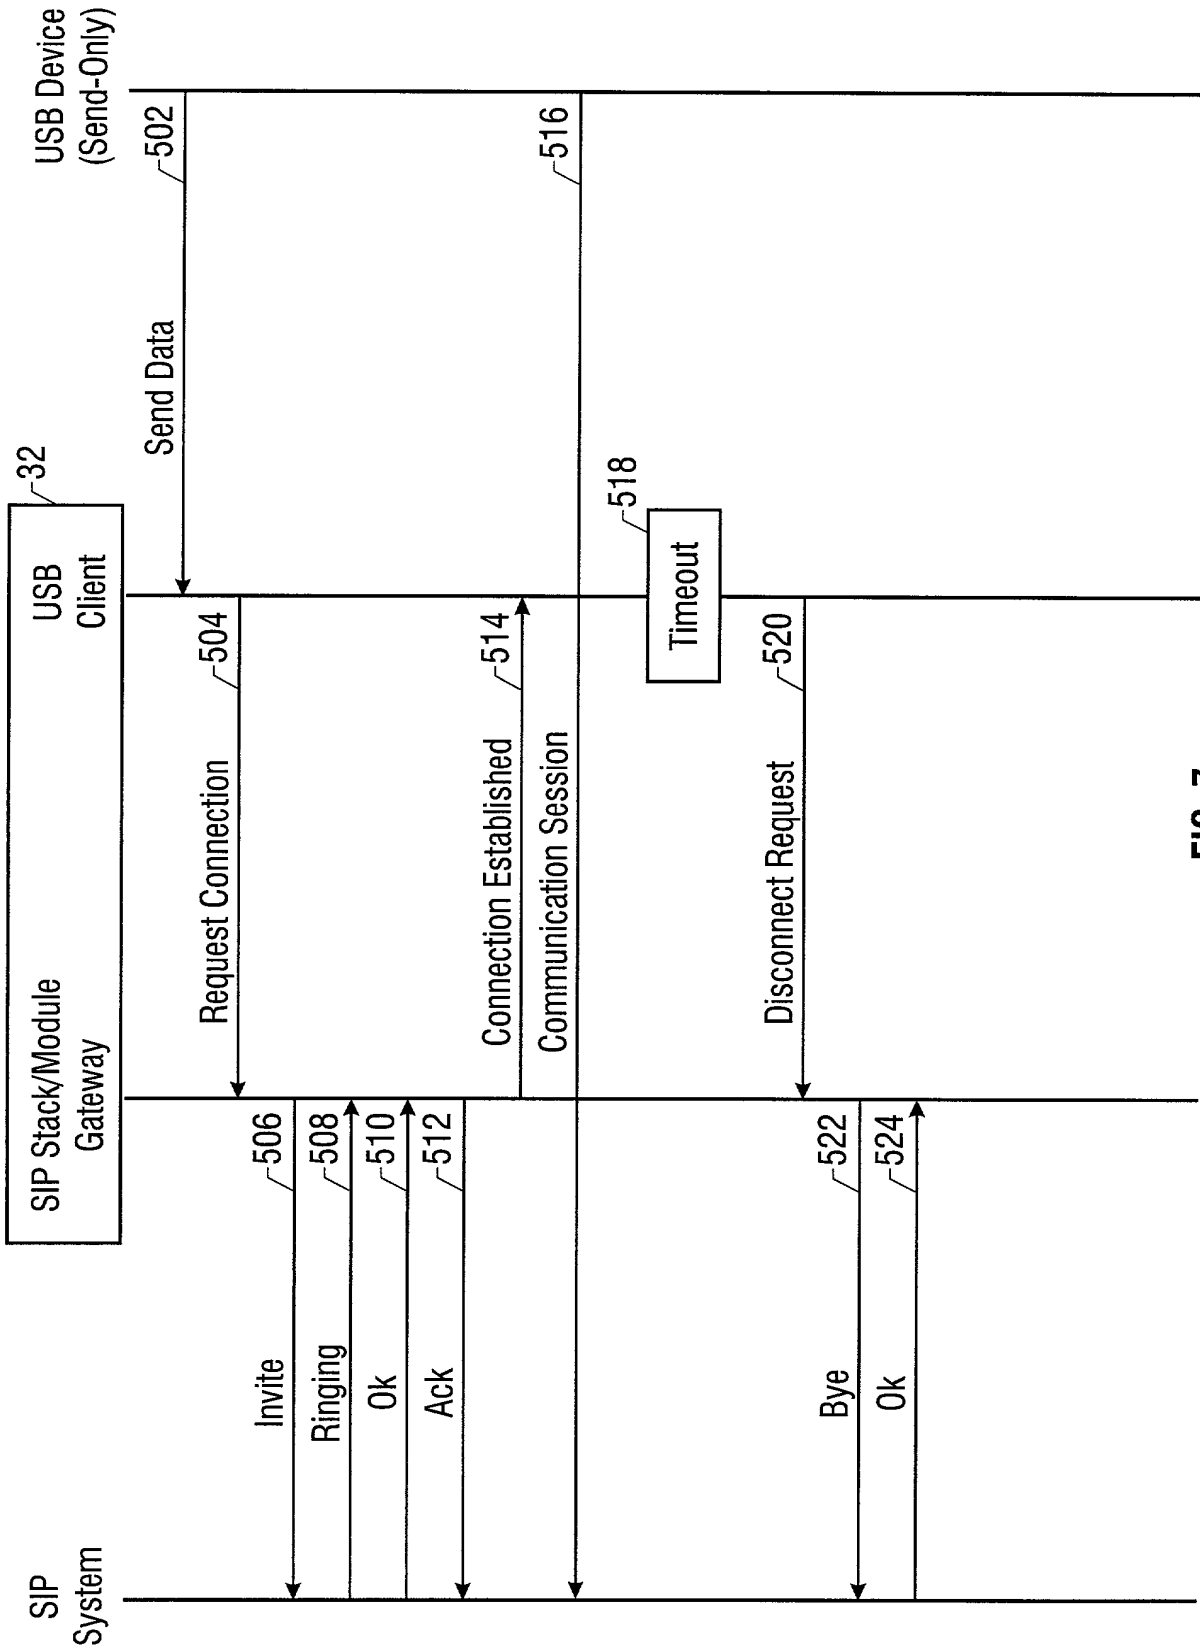 SIP
System
SIP Stack/Module
Gateway
USB
Client
32
USB Device
(Send-Only)
Send Data
502
Request Connection
504
Invite
506
Ringing
508
Ok
510
Ack
512
Connection Established
514
Communication Session
516
Timeout
518
Disconnect Request
520
Bye
522
Ok
524